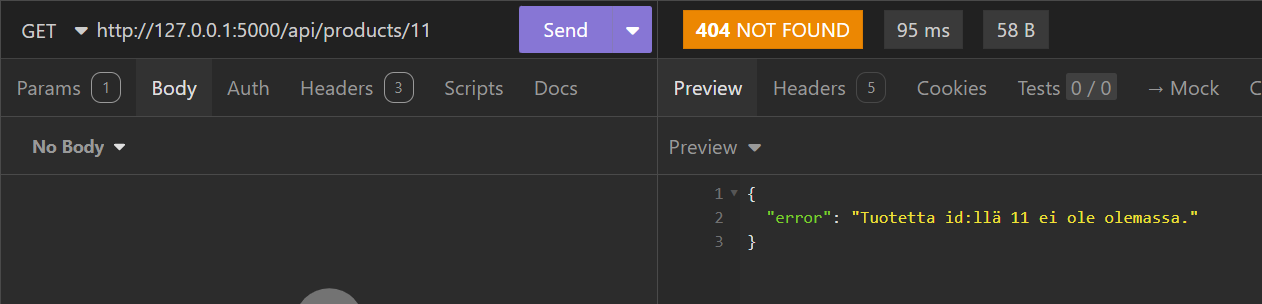 GET http://127.0.0.1:5000/api/products/11 Send 404 NOT FOUND 95 ms 58 B
Params 1 Body Auth Headers 3 Scripts Docs Preview Headers 5 Cookies Tests 0 / 0 → Mock C
No Body Preview
1 {
2 "error": "Tuotetta id:llä 11 ei ole olemassa."
3 }